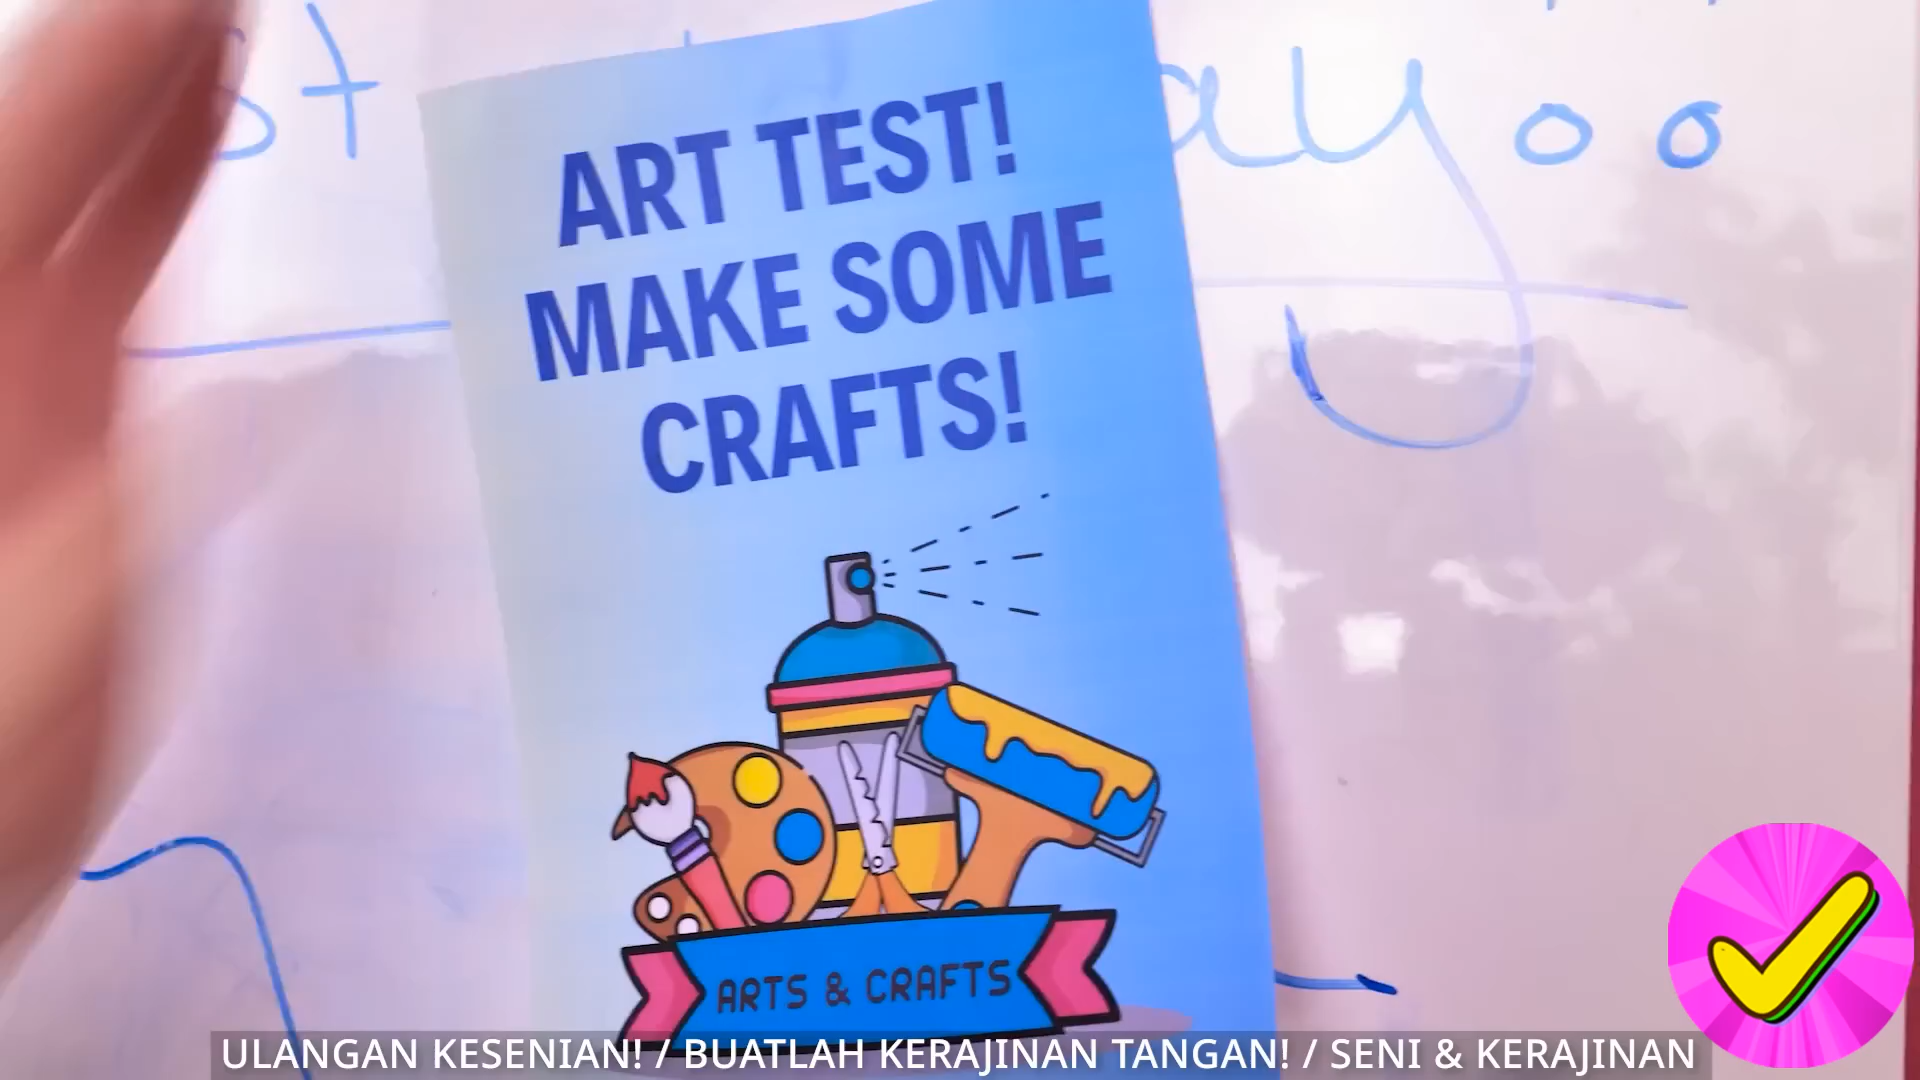 ART TEST!
MAKE SOME
CRAFTS!
ARTS & CRAFTS
ULANGAN KESENIAN! / BUATLAH KERAJINAN TANGAN! / SENI & KERAJINAN